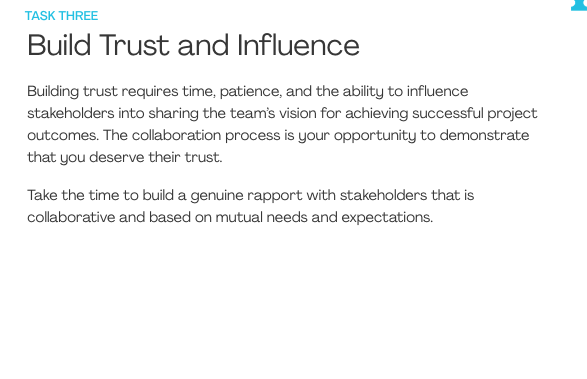 TASK THREE
Build Trust and Influence
Building trust requires time, patience, and the ability to influence
stakeholders into sharing the team's vision for achieving successful project
outcomes. The collaboration process is your opportunity to demonstrate
that you deserve their trust.
Take the time to build a genuine rapport with stakeholders that is
collaborative and based on mutual needs and expectations.